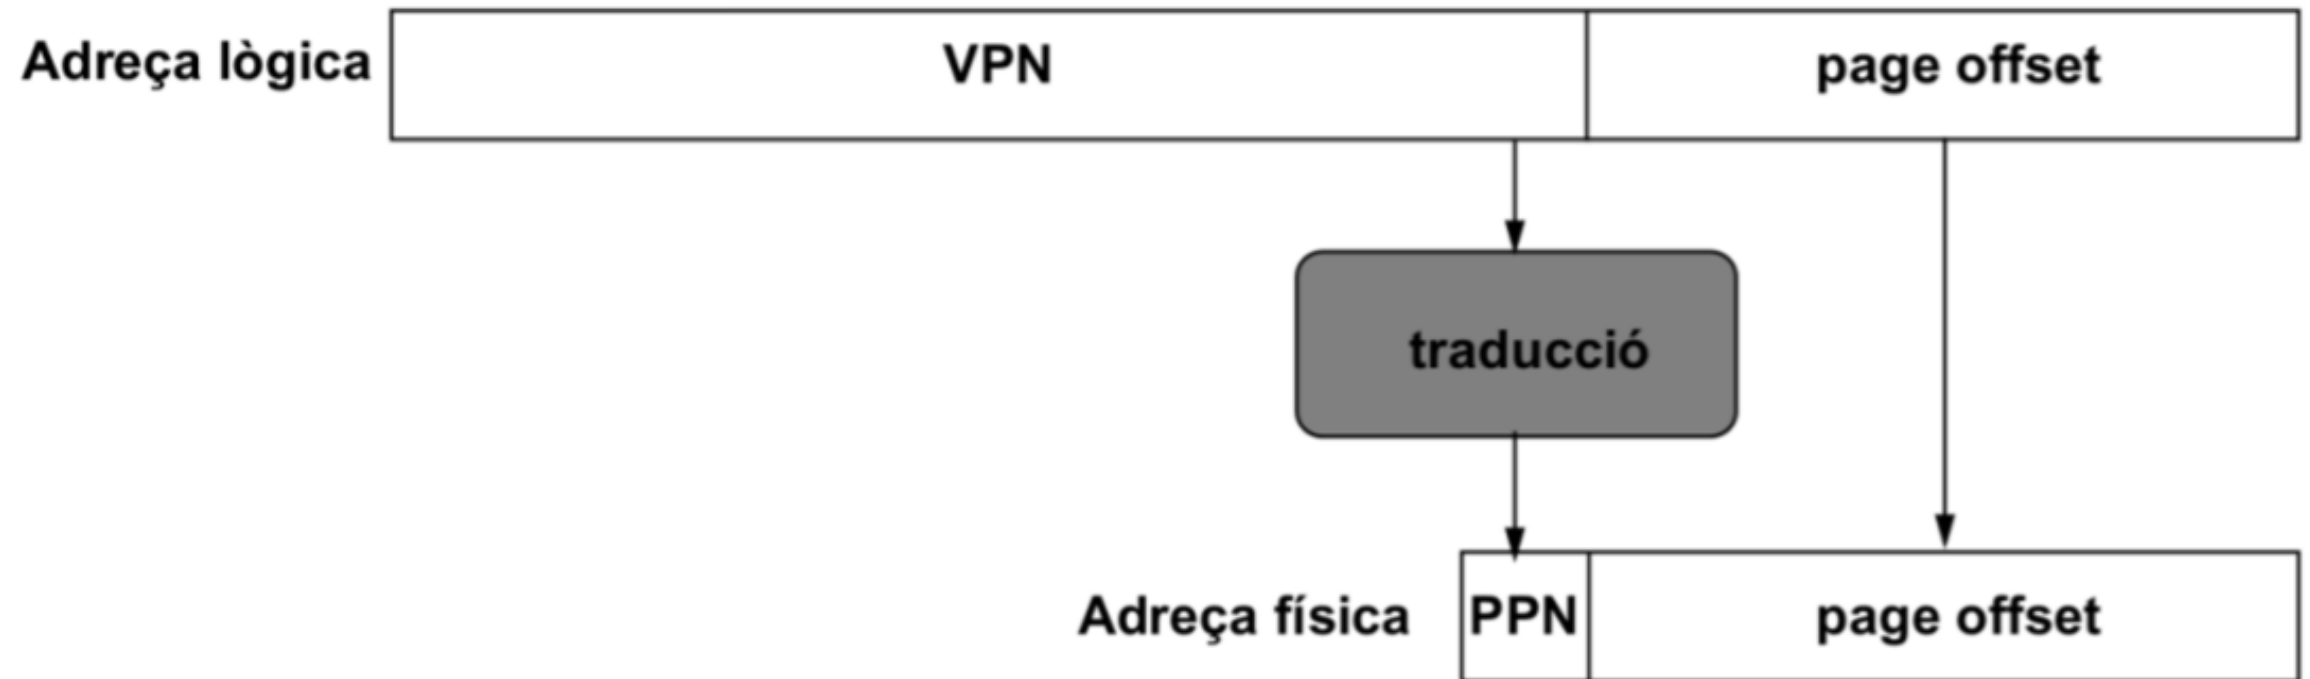 Adreça lògica VPN page offset
traducció
Adreça física PPN page offset